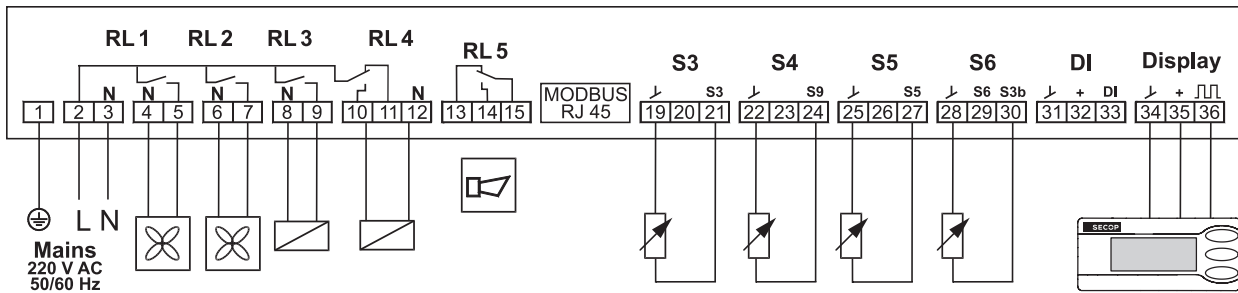 RL 1 RL 2 RL 3 RL 4 RL 5 S3 S4 S5 S6 DI Display
N N N N N MODBUS S3 S9 S5 S6 S3b + DI +
1 2 3 4 5 6 7 8 9 10 11 12 13 14 15 RJ 45 19 20 21 22 23 24 25 26 27 28 29 30 31 32 33 34 35 36
L N
Mains
220 V AC
50/60 Hz
SECOP